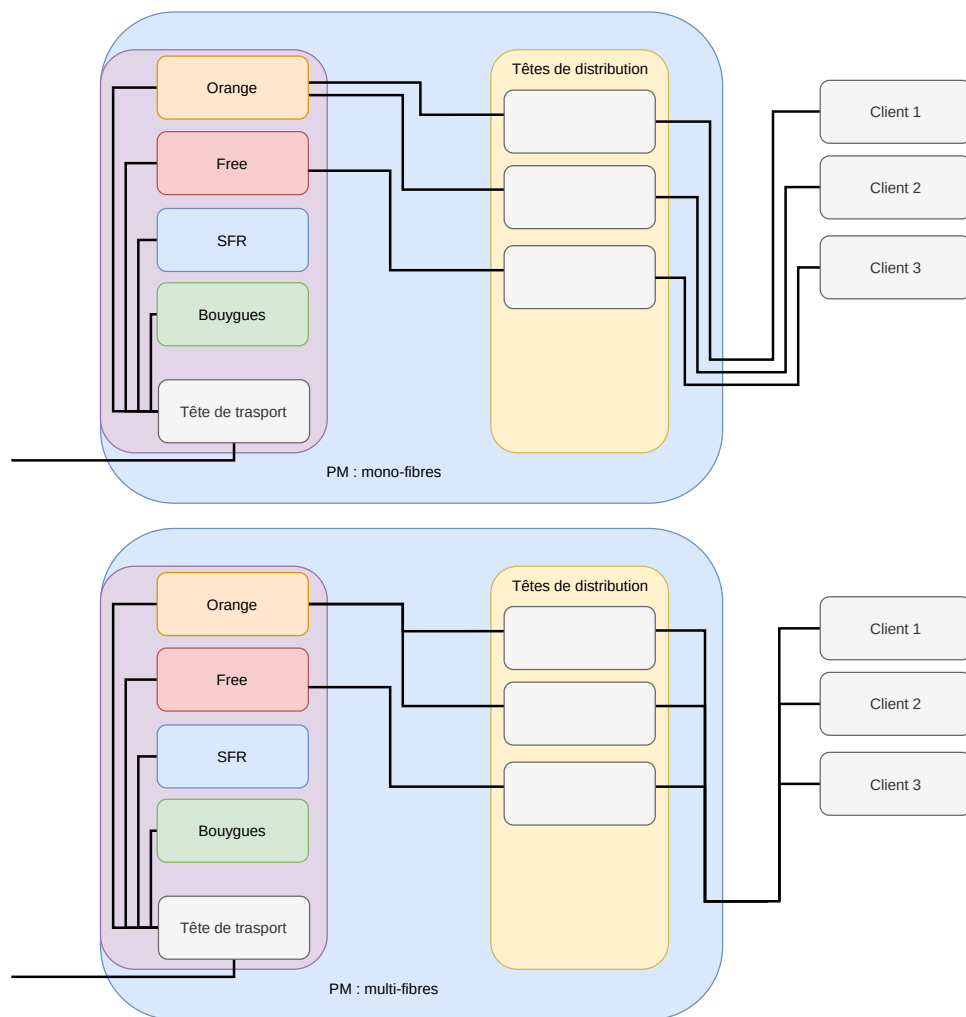 Orange
Free
SFR
Bouygues
Tête de trasport
Têtes de distribution
Client 1
Client 2
Client 3
PM : mono-fibres
Orange
Free
SFR
Bouygues
Tête de trasport
Têtes de distribution
Client 1
Client 2
Client 3
PM : multi-fibres